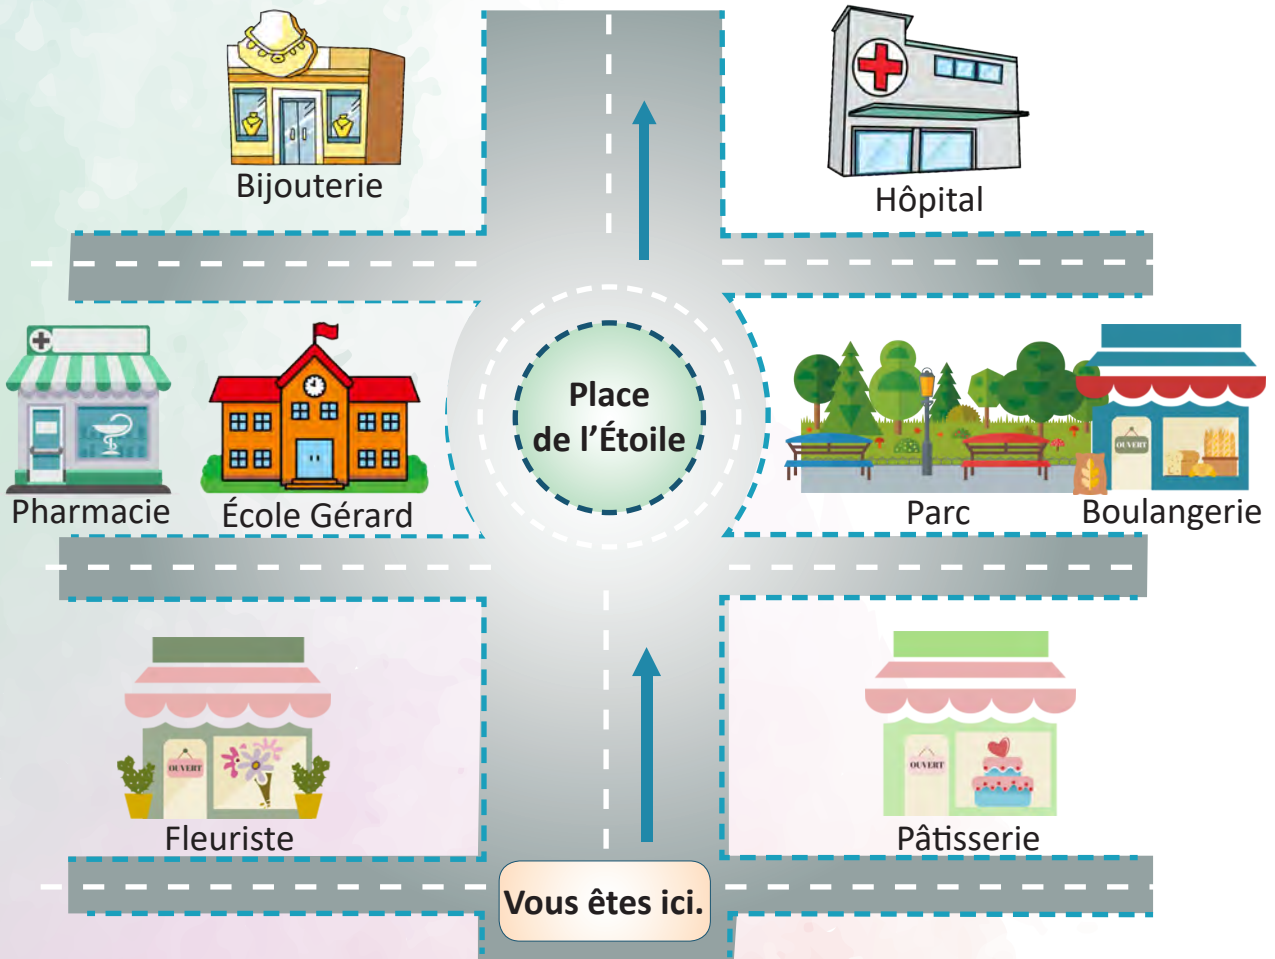 Bijouterie
Hôpital
Place
de l'Étoile
OUVERT
Pharmacie
École Gérard
Parc
Boulangerie
OUVERT
OUVERT
Fleuriste
Pâtisserie
Vous êtes ici.